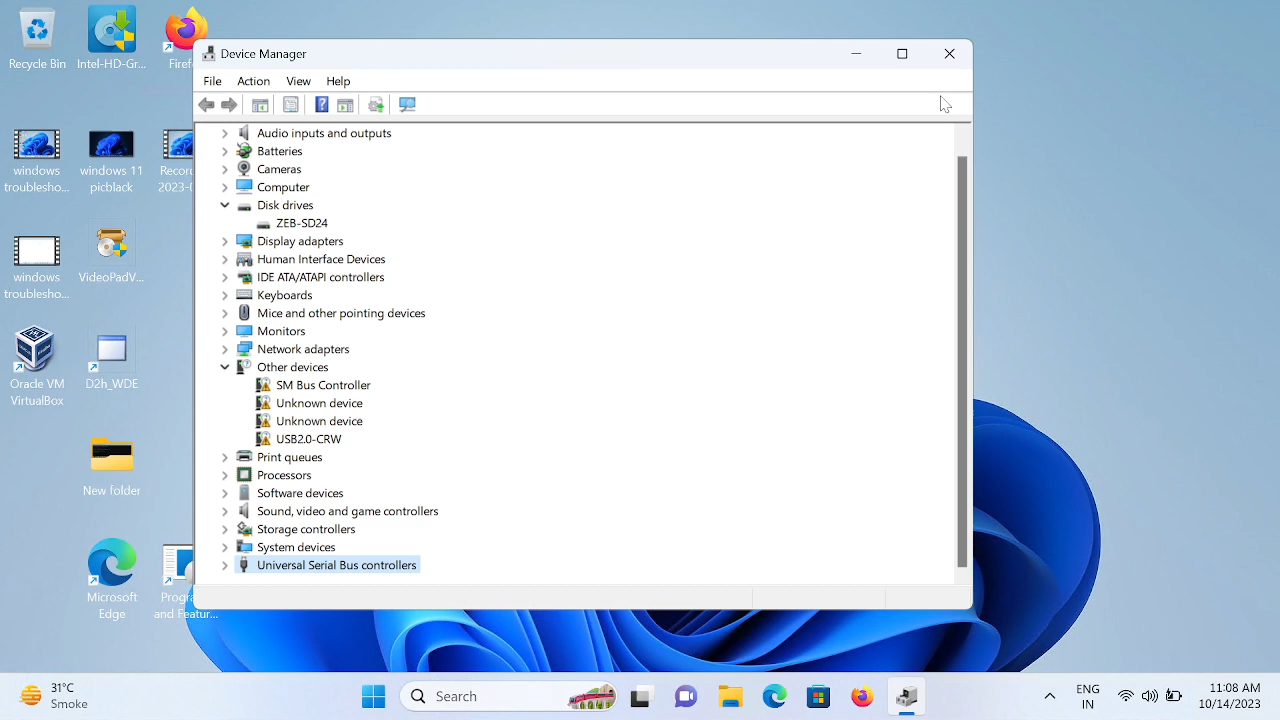 Recycle Bin
Intel-HD-Gr...
Firef
windows
troublesho...
windows 11
picblack
Recor
2023-0
windows
troublesho...
VideoPadV...
Oracle VM
VirtualBox
D2h_WDE
New folder
Microsoft
Edge
Progr
and Featur...
Device Manager
File Action View Help
Audio inputs and outputs
Batteries
Cameras
Computer
Disk drives
ZEB-SD24
Display adapters
Human Interface Devices
IDE ATA/ATAPI controllers
Keyboards
Mice and other pointing devices
Monitors
Network adapters
Other devices
SM Bus Controller
Unknown device
Unknown device
USB2.0-CRW
Print queues
Processors
Software devices
Sound, video and game controllers
Storage controllers
System devices
Universal Serial Bus controllers
31°C
Smoke
Search
ENG
IN
11:08 AM
10/14/2023